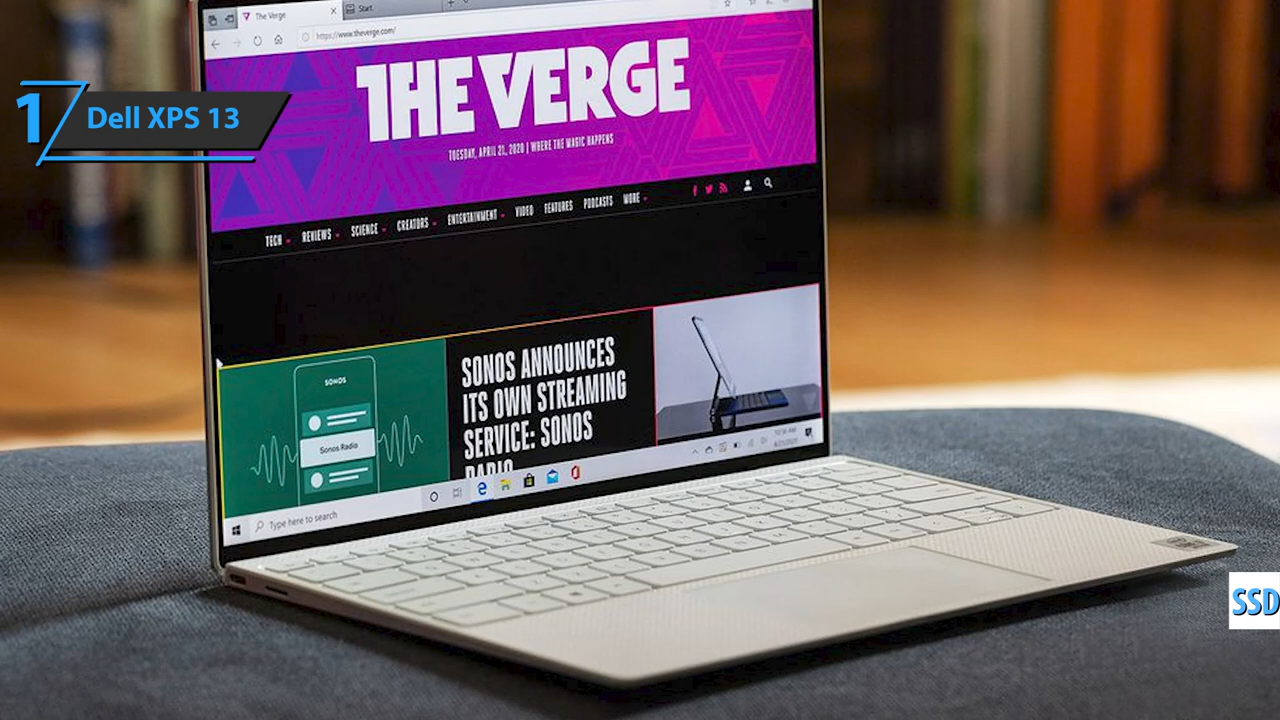 1
Dell XPS 13
The Verge
Start
https://www.theverge.com/
THE VERGE
TUESDAY, APRIL 21, 2020 | WHERE THE MAGIC HAPPENS
TECH REVIEWS SCIENCE CREATORS ENTERTAINMENT VIDEO FEATURES PODCASTS MORE
SONOS
Sonos Radio
SONOS ANNOUNCES
ITS OWN STREAMING
SERVICE: SONOS
RADIO
Type here to search
SSD